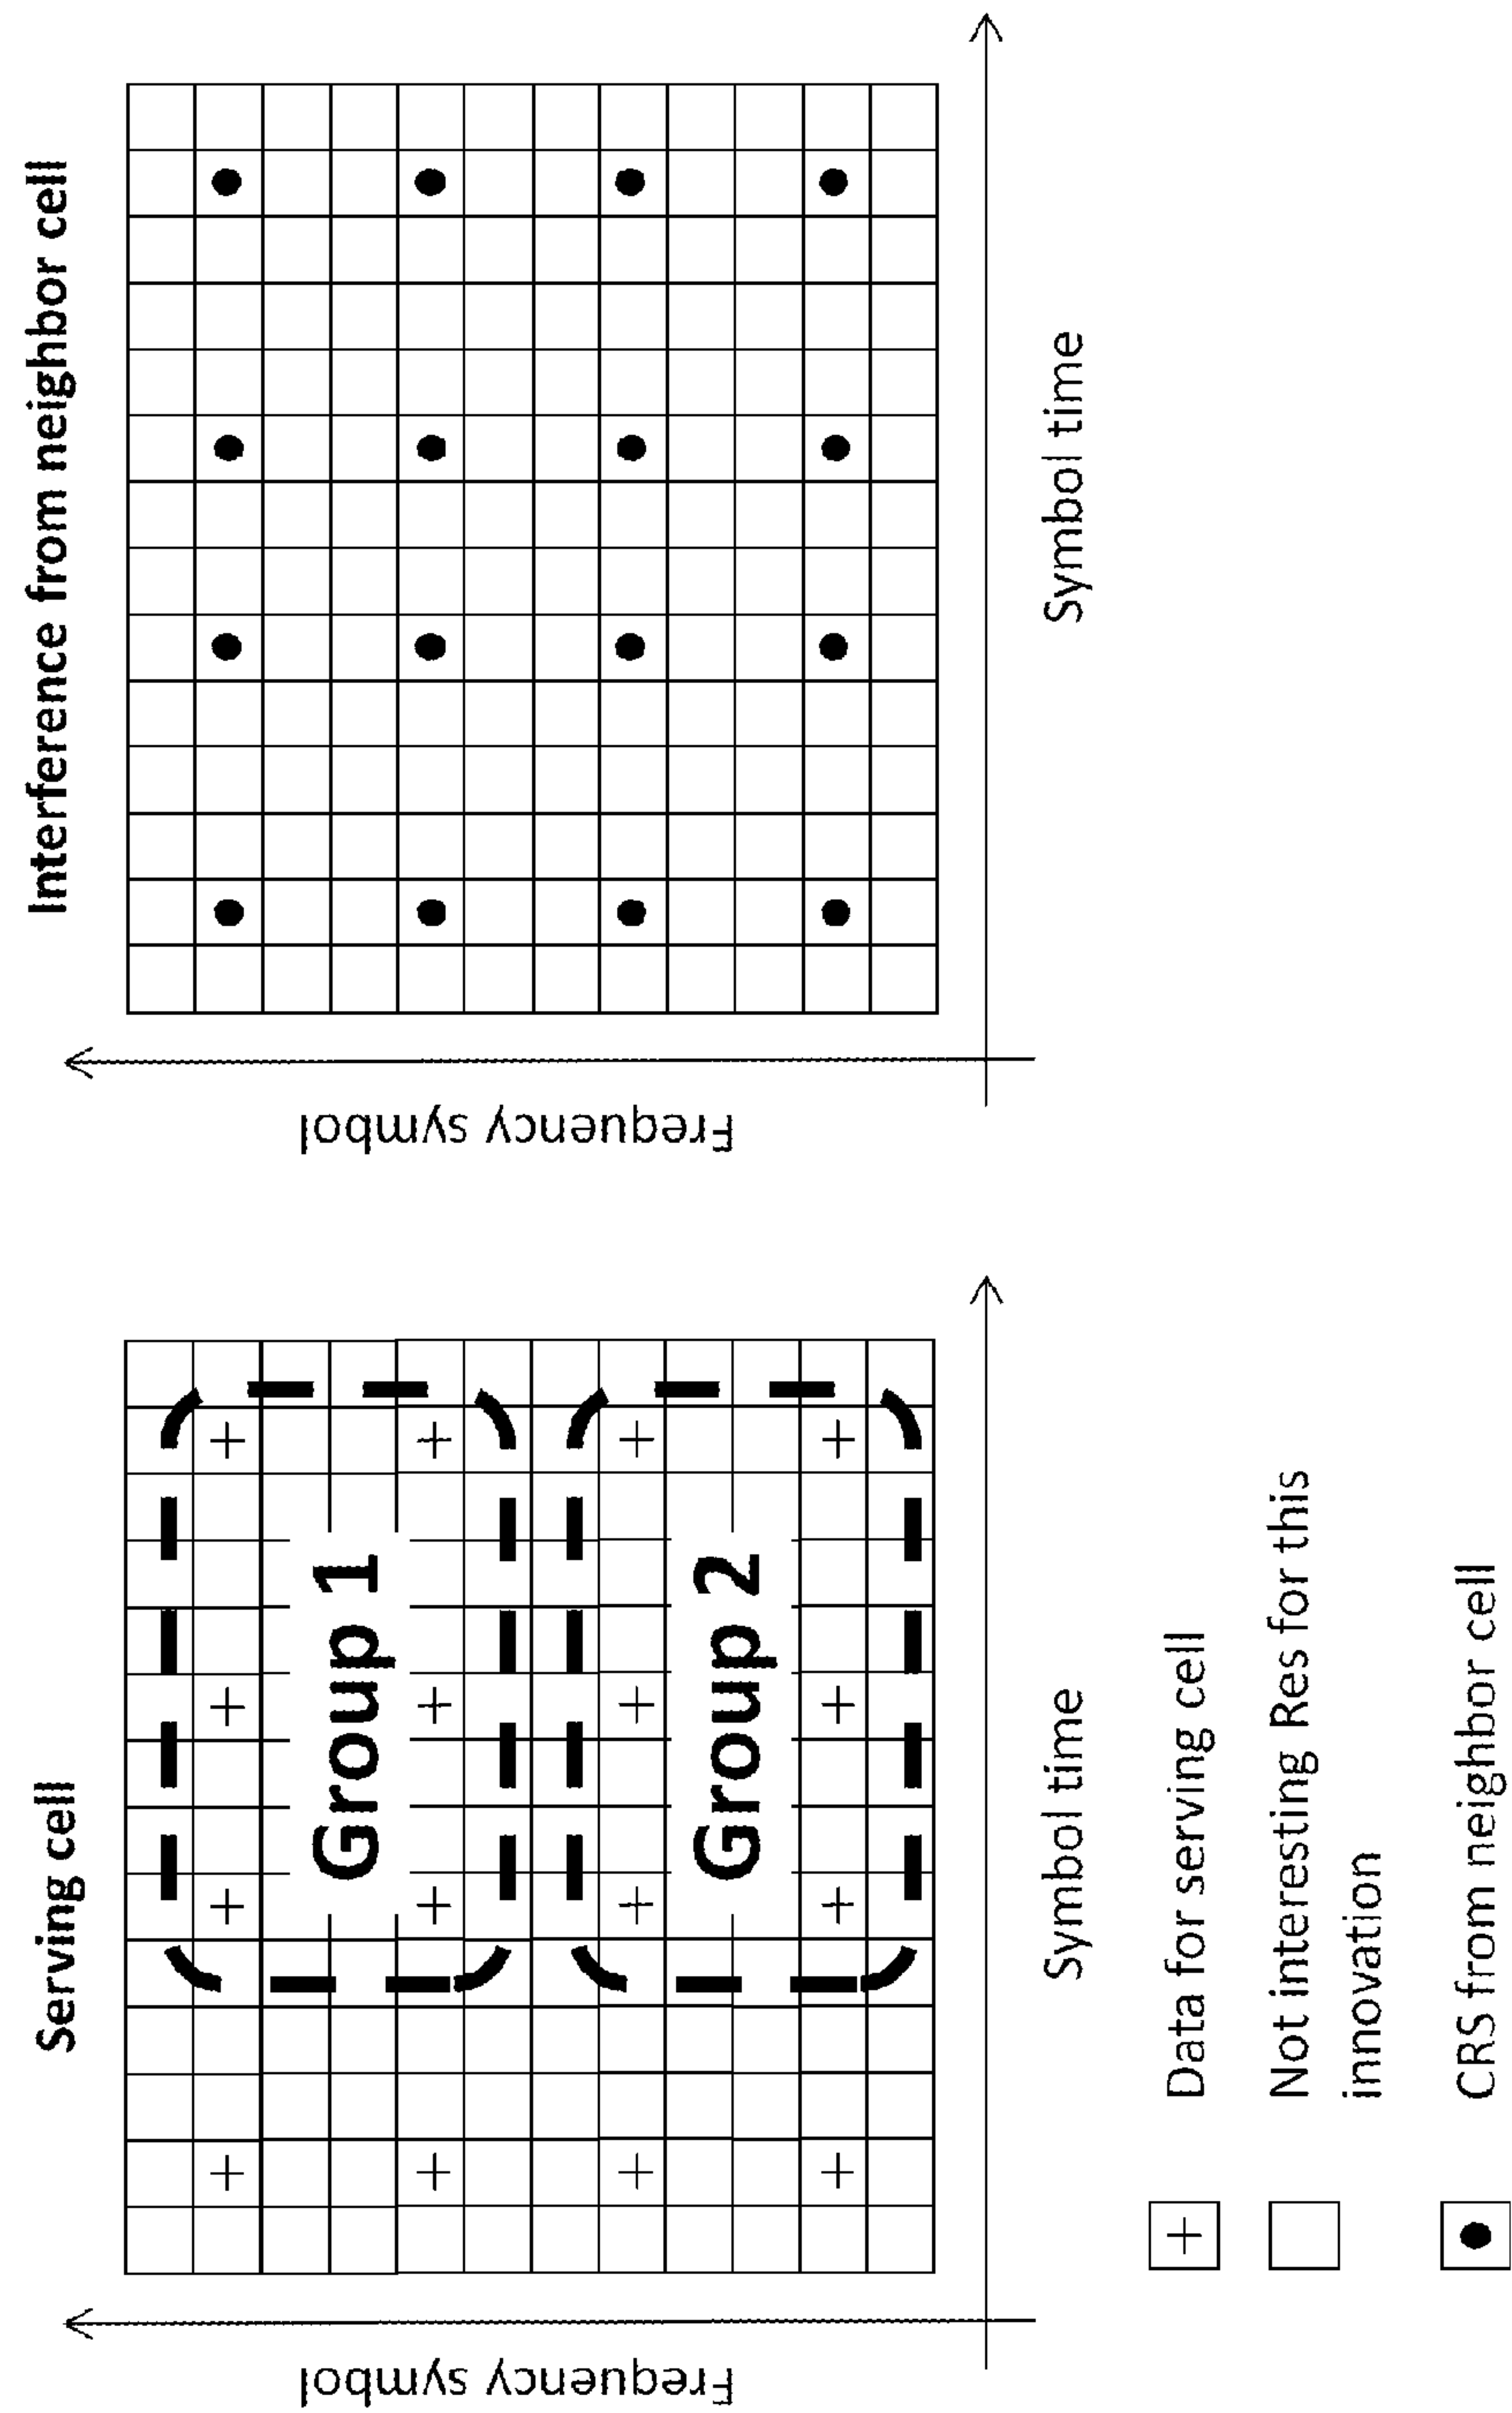 Serving cell
Interference from neighbor cell
Frequency symbol
Group 1
Group 2
Symbol time
Frequency symbol
Symbol time
Data for serving cell
Not interesting Res for this
innovation
CRS from neighbor cell